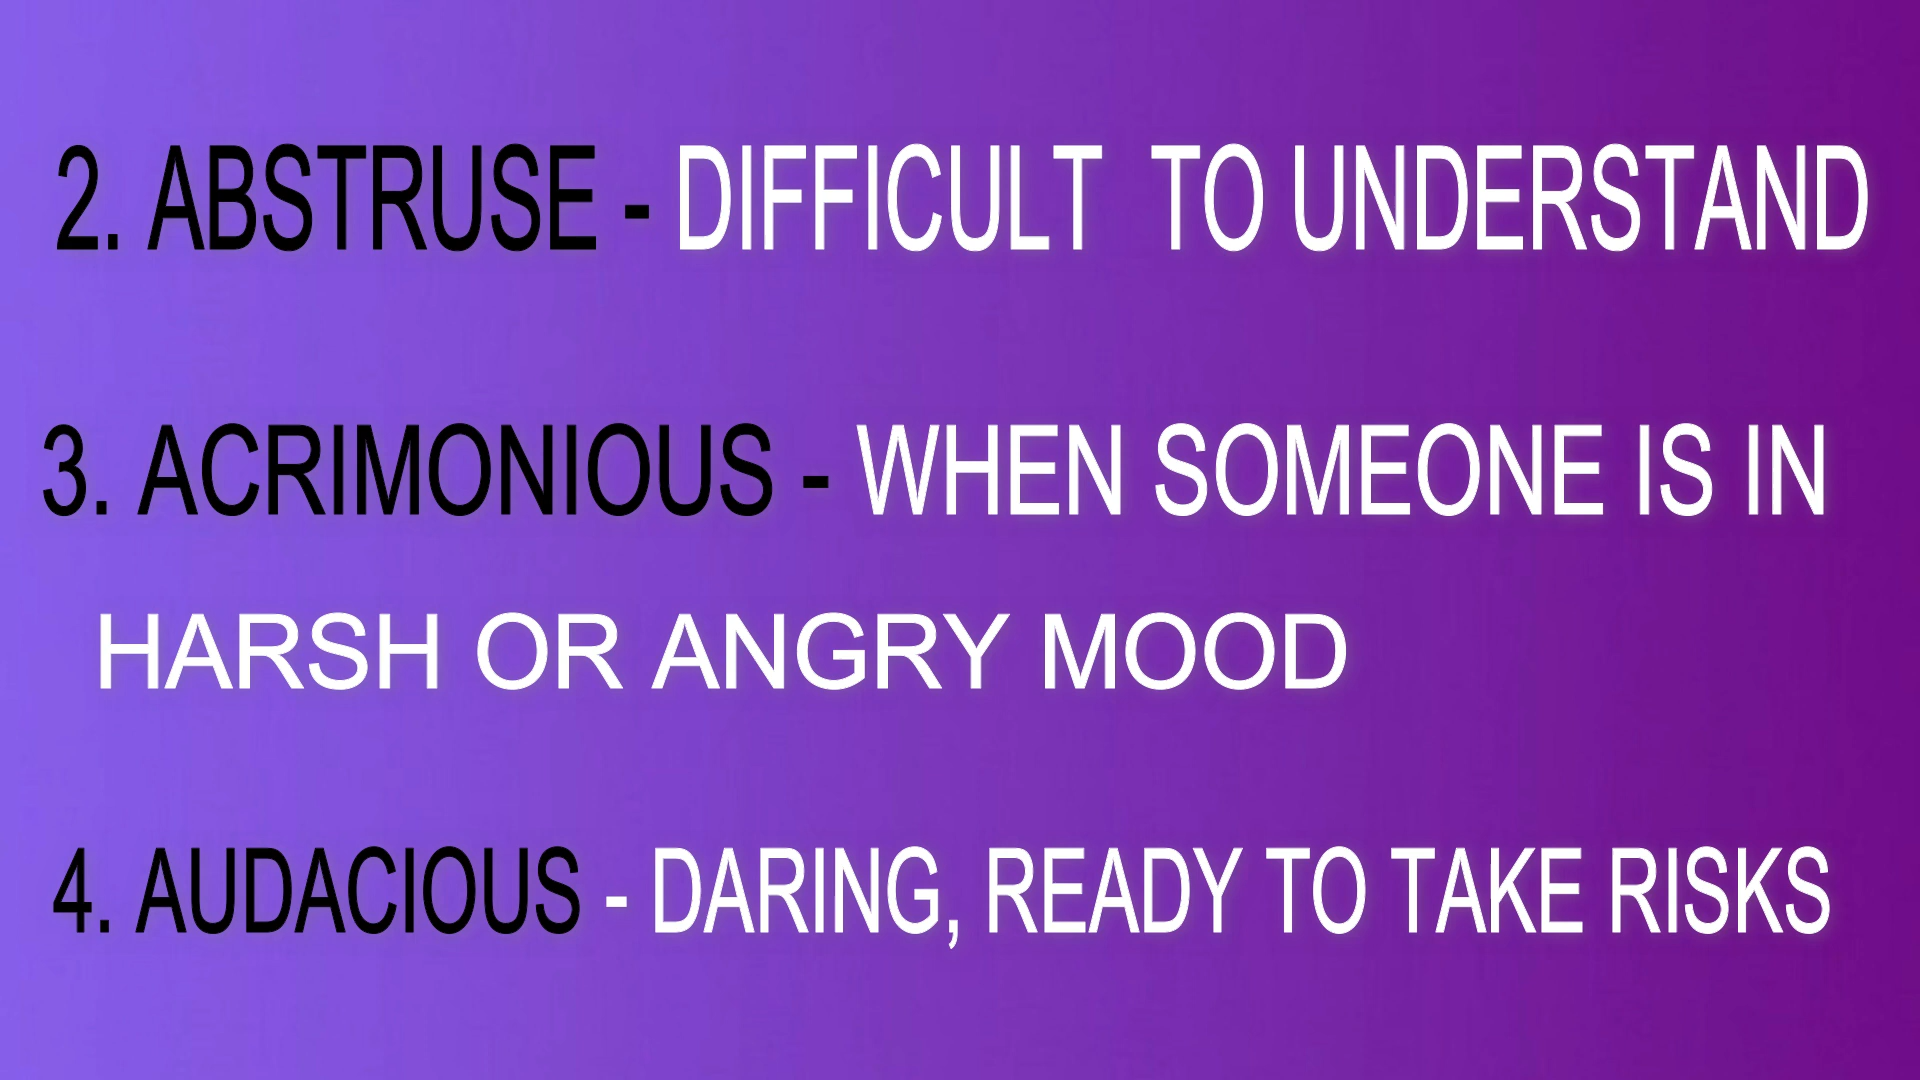 2. ABSTRUSE - DIFFICULT TO UNDERSTAND
3. ACRIMONIOUS - WHEN SOMEONE IS IN
HARSH OR ANGRY MOOD
4. AUDACIOUS - DARING, READY TO TAKE RISKS